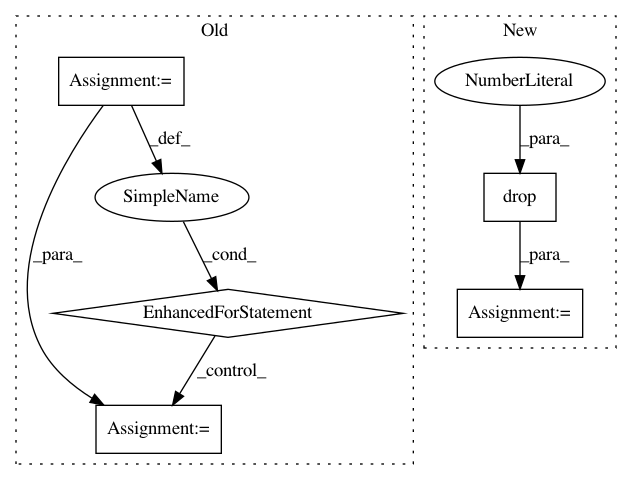 Old
New
Assignment:=
NumberLiteral
_def_
_para_
SimpleName
drop
_para_
_cond_
_para_
EnhancedForStatement
Assignment:=
_control_
Assignment:=